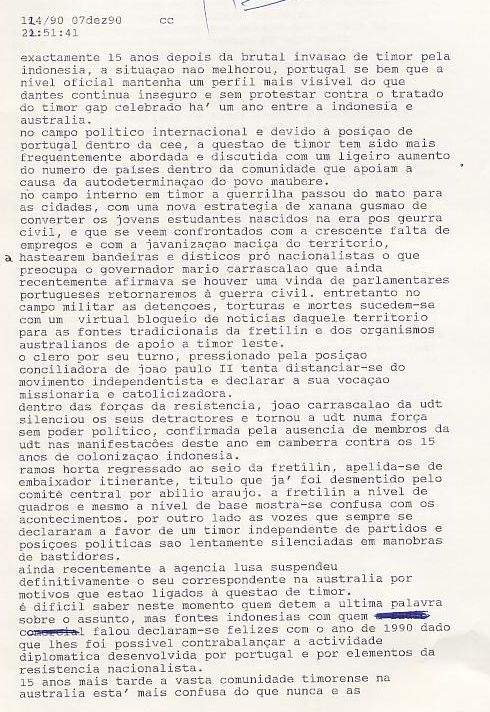 114/90 07dez90 cc
21:51:41
exactamente 15 anos depois da brutal invasao de timor pela
indonesia, a situaçao nao melhorou, portugal se bem que a
nivel oficial mantenha um perfil mais visivel do que
dantes continua inseguro e sem protestar contra o tratado
do timor gap celebrado ha' um ano entre a indonesia e
australia.
no campo politico internacional e devido à posiçao de
portugal dentro da cee, a questao de timor tem sido mais
frequentemente abordada e discutida com um ligeiro aumento
do numero de países dentro da comunidade que apoiam a
causa da autodeterminaçao do povo maubere.
no campo interno em timor a guerrilha passou do mato para
as cidades, com uma nova estrategia de xanana gusmao de
converter os jovens estudantes nascidos na era pos geurra
civil, e que se veem confrontados com a crescente falta de
empregos e com a javanizaçao maciça do territorio,
a hastearem bandeiras e disticos pró nacionalistas o que
preocupa o governador mario carrascalao que ainda
recentemente afirmava se houver uma vinda de parlamentares
portugueses retornaremos à guerra civil. entretanto no
campo militar as detençoes, torturas e mortes sucedem-se
com um virtual bloqueio de noticias daquele territorio
para as fontes tradicionais da fretilin e dos organismos
australianos de apoio a timor leste.
o clero por seu turno, pressionado pela posiçao
conciliadora de joao paulo II tenta distanciar-se do
movimento independentista e declarar a sua vocaçao
missionaria e catolicizadora.
dentro das forças da resistencia, joao carrascalao da udt
silenciou os seus detractores e tornou a udt numa força
sem poder politico, confirmada pela ausencia de membros da
udt nas manifestacões deste ano em camberra contra os 15
anos de colonizaçao indonesia.
ramos horta regressado ao seio da fretilin, apelida-se de
embaixador itinerante, titulo que ja' foi desmentido pelo
comité central por abilio araujo. a fretilin a nivel de
quadros e mesmo a nivel de base mostra-se confusa com os
acontecimentos. por outro lado as vozes que sempre se
declararam a favor de um timor independente de partidos e
posiçoes politicas sao lentamente silenciadas em manobras
de bastidores.
ainda recentemente a agencia lusa suspendeu
definitivamente o seu correspondente na australia por
motivos que estao ligados à questao de timor.
é dificil saber neste momento quem detem a ultima palavra
sobre o assunto, mas fontes indonesias com quem
falou declaram-se felizes com o ano de 1990 dado
que lhes foi possivel contrabalançar a actividade
diplomatica desenvolvida por portugal e por elementos da
resistencia nacionalista.
15 anos mais tarde a vasta comunidade timorense na
australia esta' mais confusa do que nunca e as